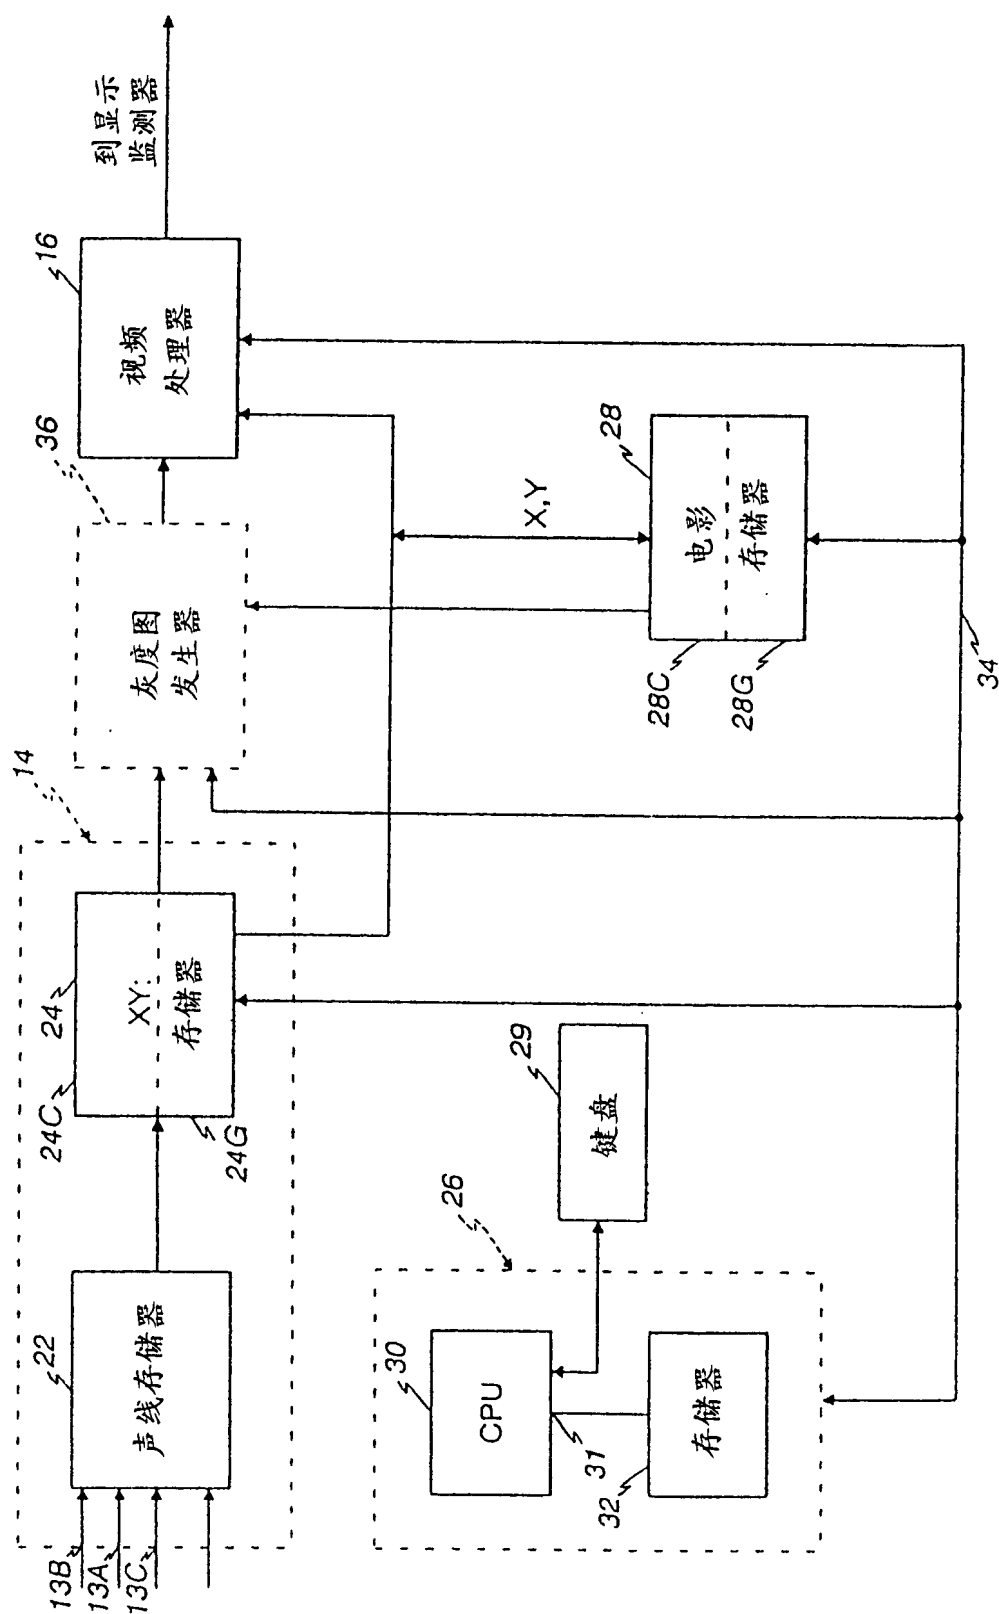 13B
13A
13C
22
声线存储器
24C
24
XY:
存储器
24G
14
灰度图
发生器
36
视频
处理器
16
到显示
监测器
26
30
CPU
31
32
存储器
29
键盘
28C
28G
28
电影
存储器
X,Y
34